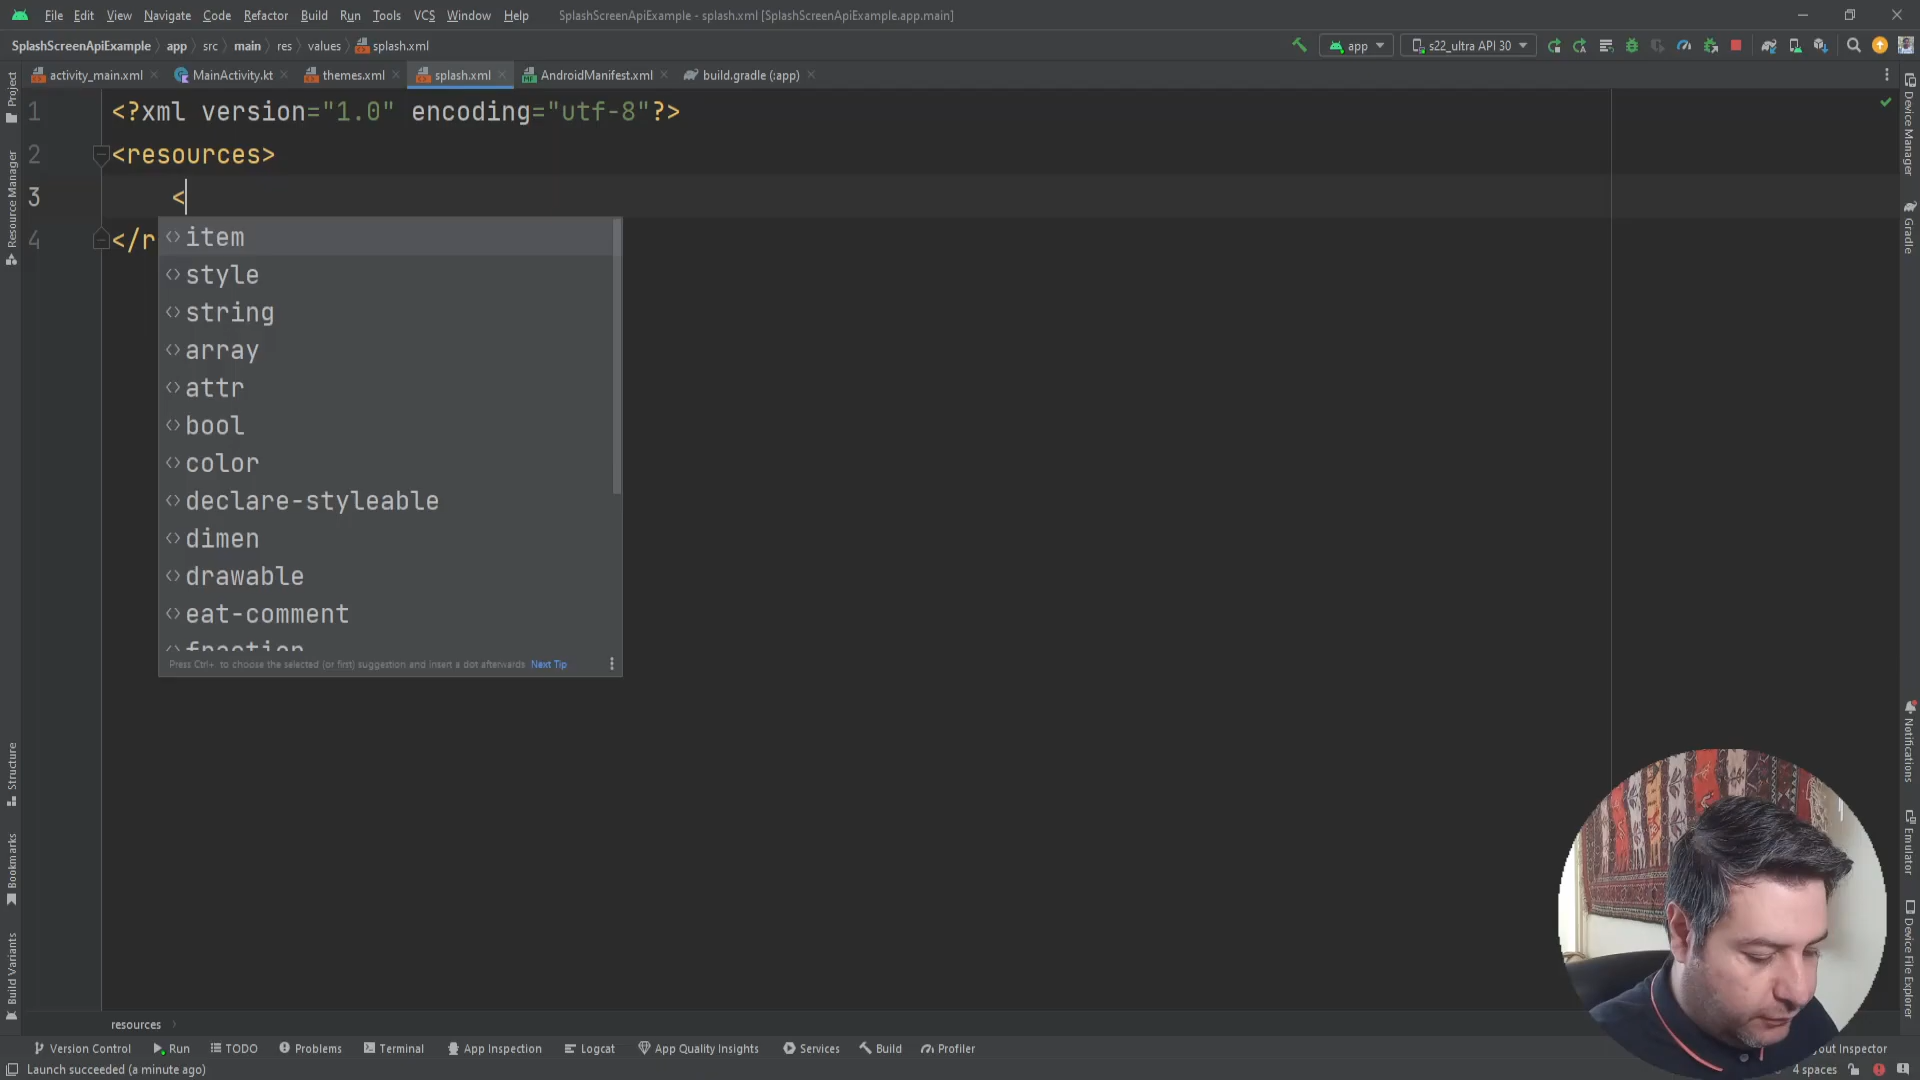 File Edit View Navigate Code Refactor Build Run Tools VCS Window Help SplashScreenApiExample - splash.xml [SplashScreenApiExample.app.main]
SplashScreenApiExample app src main res values splash.xml app s22_ultra API 30
activity_main.xml MainActivity.kt themes.xml splash.xml AndroidManifest.xml build.gradle (:app)
1 <?xml version="1.0" encoding="utf-8"?>
2 <resources>
3 <
4 </r
item
style
string
array
attr
bool
color
declare-styleable
dimen
drawable
eat-comment
fraction
Press Ctrl+ to choose the selected (or first) suggestion and insert a dot afterwards Next Tip
Project
Resource Manager
Structure
Bookmarks
Build Variants
Device Manager
Gradle
Notifications
Emulator
Device File Explorer
resources
Version Control Run TODO Problems Terminal App Inspection Logcat App Quality Insights Services Build Profiler Inspector
Launch succeeded (a minute ago) 4 spaces